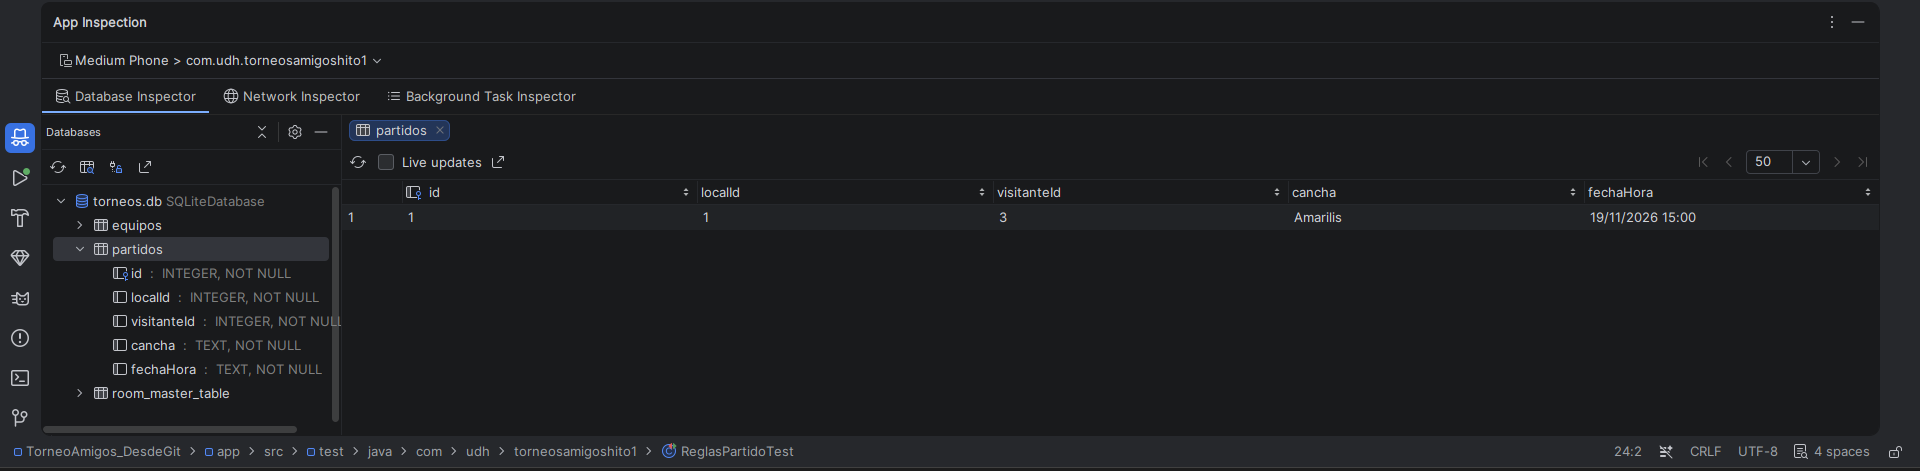 App Inspection
Medium Phone > com.udh.torneosamigoshito1
Database Inspector Network Inspector Background Task Inspector
Databases
partidos
Live updates
50
id localId visitanteId cancha fechaHora
1 1 1 3 Amarilis 19/11/2026 15:00
torneos.db SQLiteDatabase
equipos
partidos
id : INTEGER, NOT NULL
localId : INTEGER, NOT NULL
visitanteId : INTEGER, NOT NULL
cancha : TEXT, NOT NULL
fechaHora : TEXT, NOT NULL
room_master_table
TorneoAmigos_DesdeGit > app > src > test > java > com > udh > torneosamigoshito1 > ReglasPartidoTest
24:2 CRLF UTF-8 4 spaces